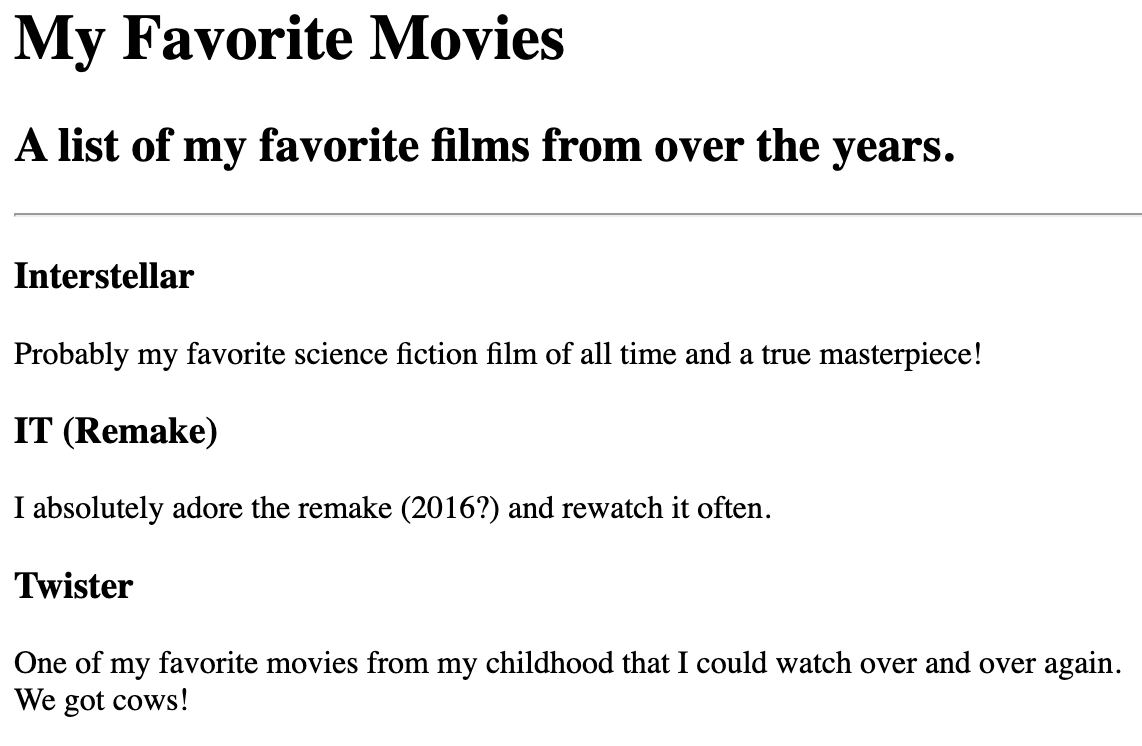 My Favorite Movies
A list of my favorite films from over the years.
Interstellar
Probably my favorite science fiction film of all time and a true masterpiece!
IT (Remake)
I absolutely adore the remake (2016?) and rewatch it often.
Twister
One of my favorite movies from my childhood that I could watch over and over again.
We got cows!